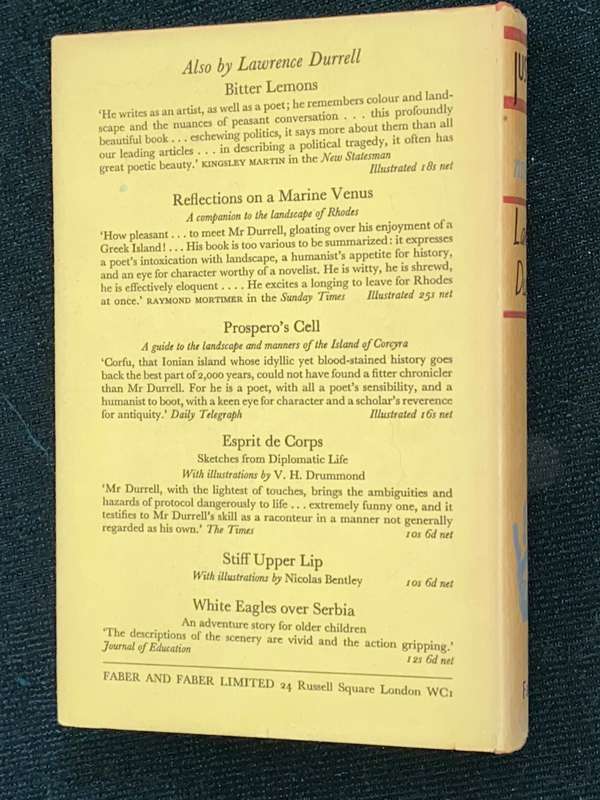 Also by Lawrence Durrell
Bitter Lemons
'He writes as an artist, as well as a poet; he remembers colour and land-
scape and the nuances of peasant conversation . . . this profoundly
beautiful book . . . eschewing politics, it says more about them than all
our leading articles . . . in describing a political tragedy, it often has
great poetic beauty.' KINGSLEY MARTIN in the New Statesman
Illustrated 18s net
Reflections on a Marine Venus
A companion to the landscape of Rhodes
'How pleasant . . . to meet Mr Durrell, gloating over his enjoyment of a
Greek Island! . . . His book is too various to be summarized: it expresses
a poet's intoxication with landscape, a humanist's appetite for history,
and an eye for character worthy of a novelist. He is witty, he is shrewd,
he is effectively eloquent . . . . He excites a longing to leave for Rhodes
at once.' RAYMOND MORTIMER in the Sunday Times Illustrated 25s net
Prospero's Cell
A guide to the landscape and manners of the Island of Corcyra
'Corfu, that Ionian island whose idyllic yet blood-stained history goes
back the best part of 2,000 years, could not have found a fitter chronicler
than Mr Durrell. For he is a poet, with all a poet's sensibility, and a
humanist to boot, with a keen eye for character and a scholar's reverence
for antiquity.' Daily Telegraph Illustrated 16s net
Esprit de Corps
Sketches from Diplomatic Life
With illustrations by V. H. Drummond
'Mr Durrell, with the lightest of touches, brings the ambiguities and
hazards of protocol dangerously to life . . . extremely funny one, and it
testifies to Mr Durrell's skill as a raconteur in a manner not generally
regarded as his own.' The Times 10s 6d net
Stiff Upper Lip
With illustrations by Nicolas Bentley 10s 6d net
White Eagles over Serbia
An adventure story for older children
'The descriptions of the scenery are vivid and the action gripping.'
Journal of Education 12s 6d net
FABER AND FABER LIMITED 24 Russell Square London WC1